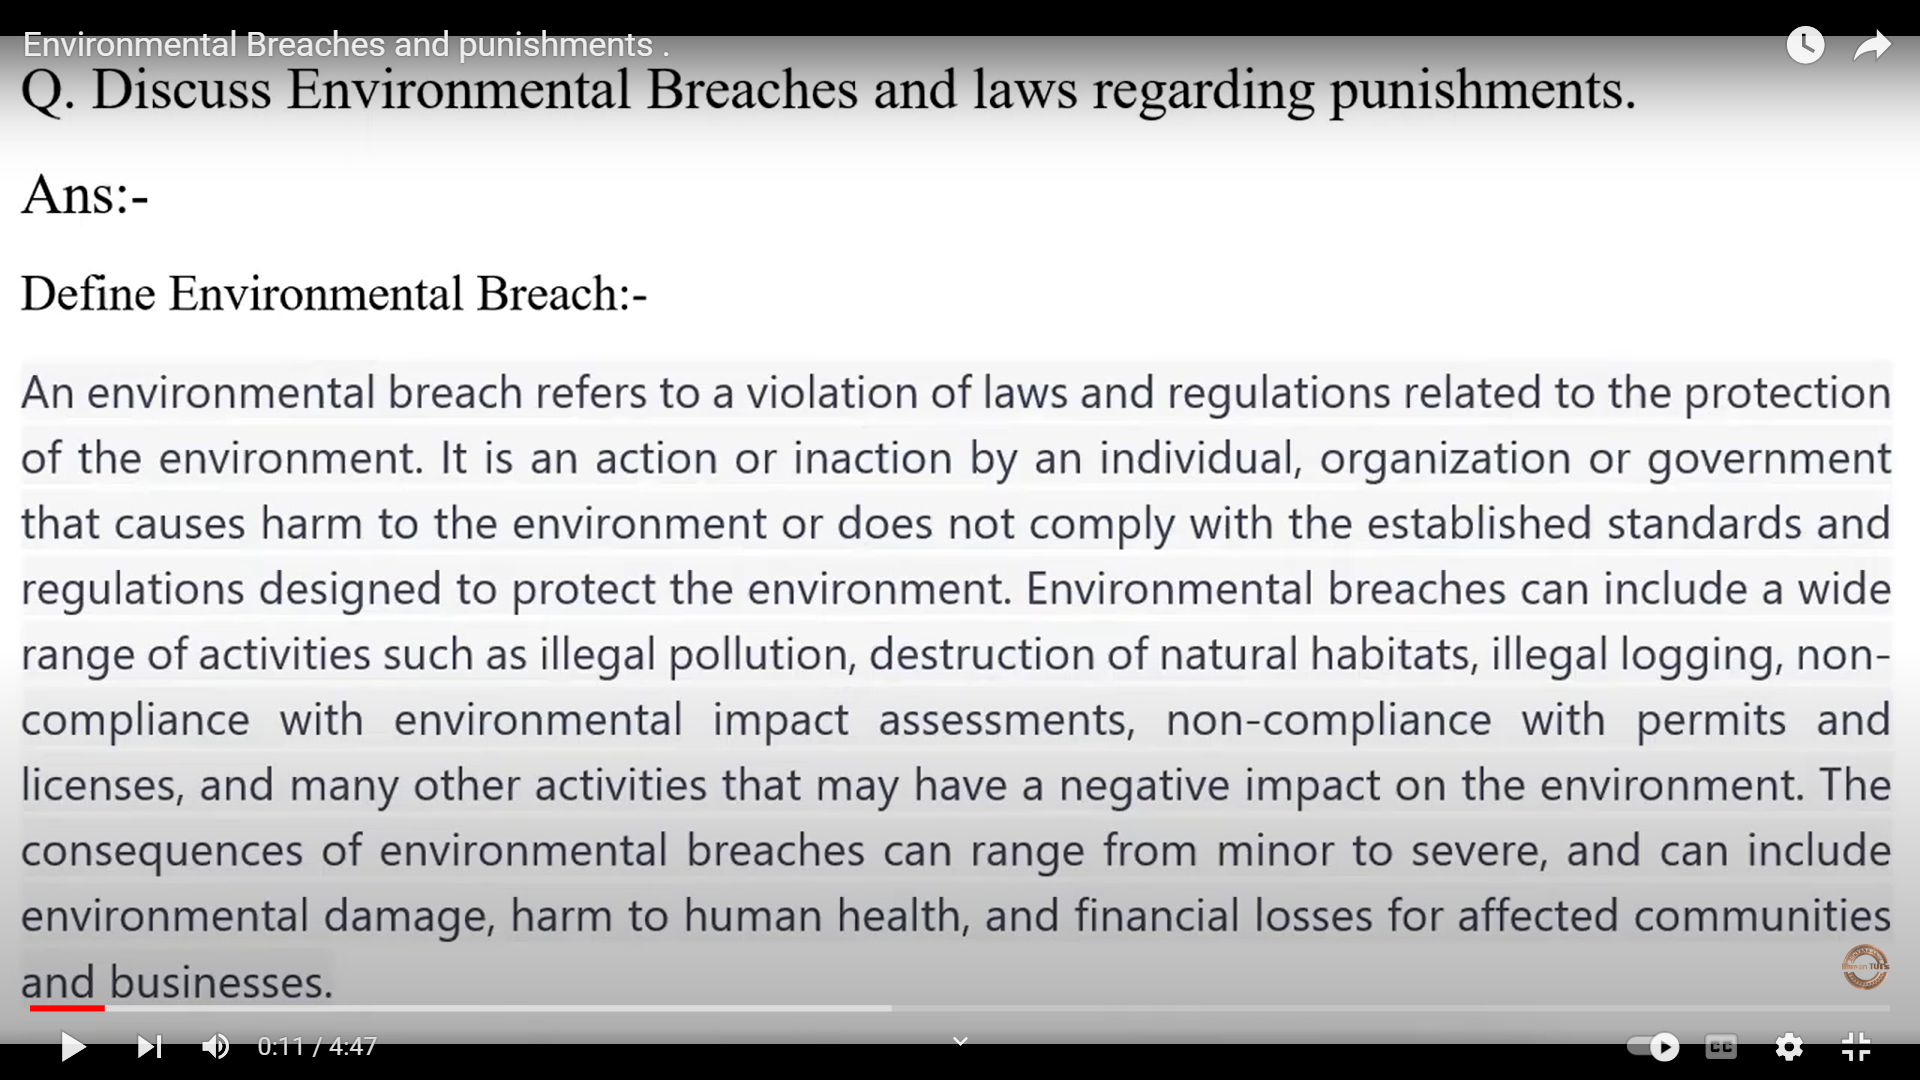 Environmental Breaches and punishments .
Q. Discuss Environmental Breaches and laws regarding punishments.
Ans:-
Define Environmental Breach:-
An environmental breach refers to a violation of laws and regulations related to the protection
of the environment. It is an action or inaction by an individual, organization or government
that causes harm to the environment or does not comply with the established standards and
regulations designed to protect the environment. Environmental breaches can include a wide
range of activities such as illegal pollution, destruction of natural habitats, illegal logging, non-
compliance with environmental impact assessments, non-compliance with permits and
licenses, and many other activities that may have a negative impact on the environment. The
consequences of environmental breaches can range from minor to severe, and can include
environmental damage, harm to human health, and financial losses for affected communities
and businesses.
0:11 / 4:47
CC